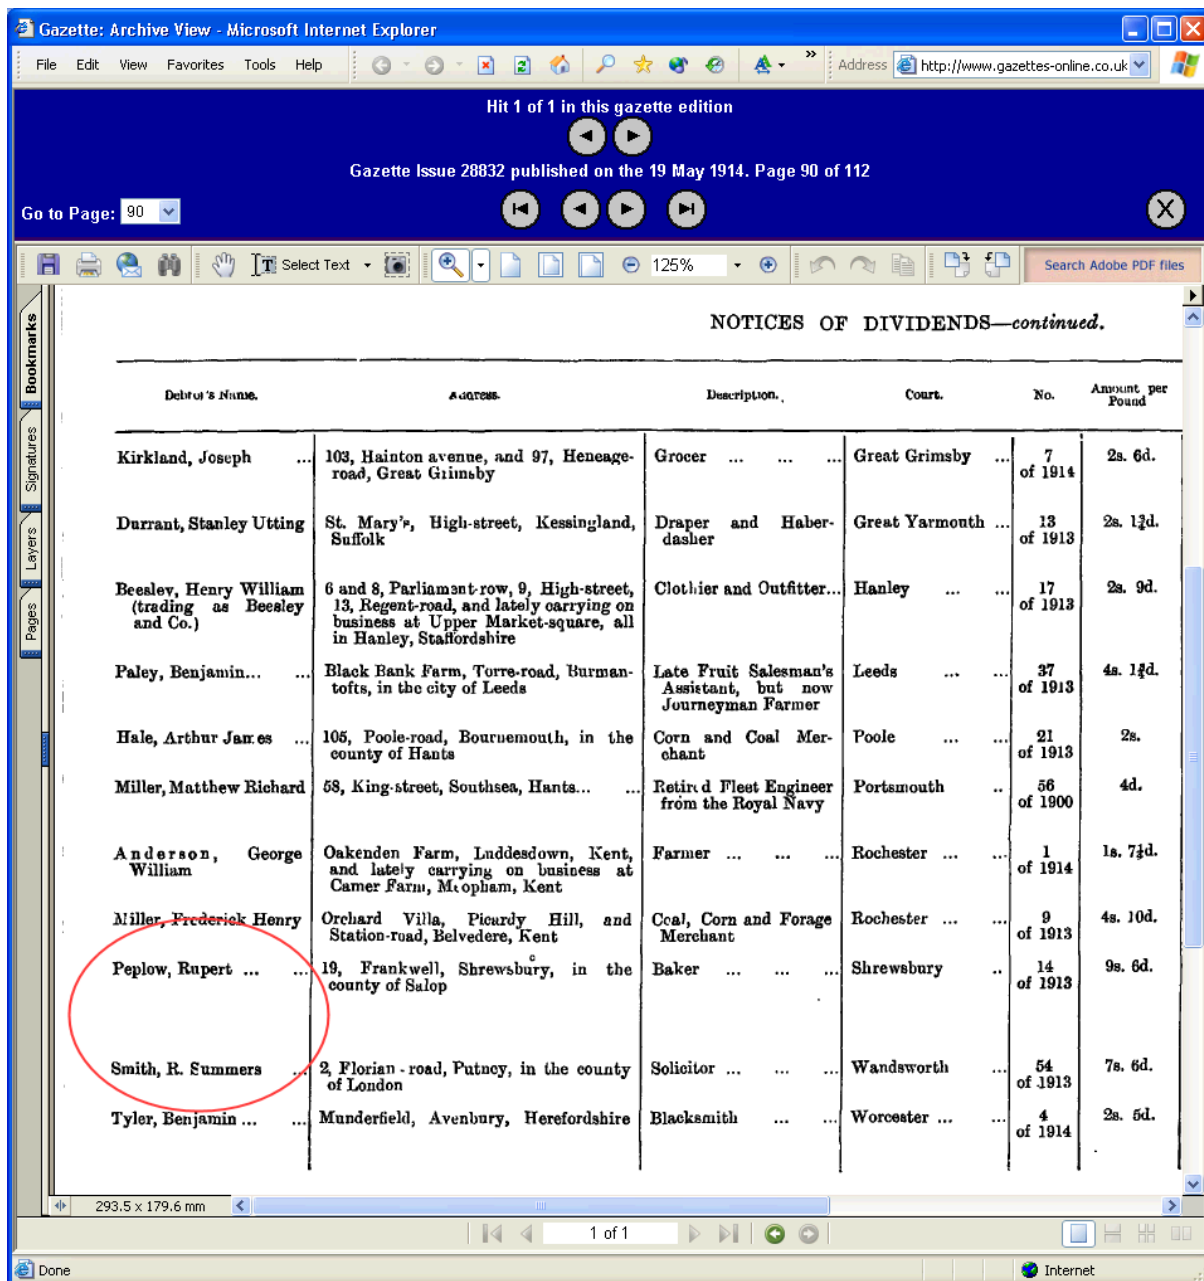 Gazette: Archive View - Microsoft Internet Explorer
File Edit View Favorites Tools Help » Address http://www.gazettes-online.co.uk
Hit 1 of 1 in this gazette edition
Gazette Issue 28832 published on the 19 May 1914. Page 90 of 112
Go to Page: 90
Select Text 125% Search Adobe PDF files
Bookmarks
Signatures
Layers
Pages
NOTICES OF DIVIDENDS—continued.
Debtor's Name. Address. Description. Court. No. Amount per
Pound
Kirkland, Joseph ... 103, Hainton avenue, and 97, Heneage- Grocer ... ... ... Great Grimsby ... 7 2s. 6d.
road, Great Grimsby of 1914
Durrant, Stanley Utting St. Mary's, High-street, Kessingland, Draper and Haber- Great Yarmouth ... 13 2s. 1¾d.
Suffolk dasher of 1913
Beesley, Henry William 6 and 8, Parliament-row, 9, High-street, Clothier and Outfitter... Hanley ... ... 17 2s. 9d.
(trading as Beesley 13, Regent-road, and lately carrying on of 1913
and Co.) business at Upper Market-square, all
in Hanley, Staffordshire
Paley, Benjamin... ... Black Bank Farm, Torre-road, Burman- Late Fruit Salesman's Leeds ... ... 37 4s.
tofts, in the city of Leeds Assistant, but now of 1913
Journeyman Farmer
Hale, Arthur James ... 105, Poole-road, Bournemouth, in the Corn and Coal Mer- Poole ... ... 21 2s.
county of Hants chant of 1913
Miller, Matthew Richard 58, King-street, Southsea, Hants... ... Retired Fleet Engineer Portsmouth .. 56 4d.
from the Royal Navy of 1900
Anderson, George Oakenden Farm, Luddesdown, Kent, Farmer ... ... ... Rochester ... ... 1 1s. 7½d.
William and lately carrying on business at of 1914
Camer Farm, Meopham, Kent
Miller, Frederick Henry Orchard Villa, Picardy Hill, and Coal, Corn and Forage Rochester ... ... 9 4s. 10d.
Station-road, Belvedere, Kent Merchant of 1913
Peplow, Rupert ... ... 19, Frankwell, Shrewsbury, in the Baker ... ... ... Shrewsbury .. 14 9s. 6d.
county of Salop of 1913
Smith, R. Summers ... 2, Florian-road, Putney, in the county Solicitor ... ... Wandsworth ... 54 7s. 6d.
of London of 1913
Tyler, Benjamin ... ... Munderfield, Avenbury, Herefordshire Blacksmith ... ... Worcester ... ... 4 2s. 5d.
of 1914
293.5 x 179.6 mm
1 of 1
Done Internet